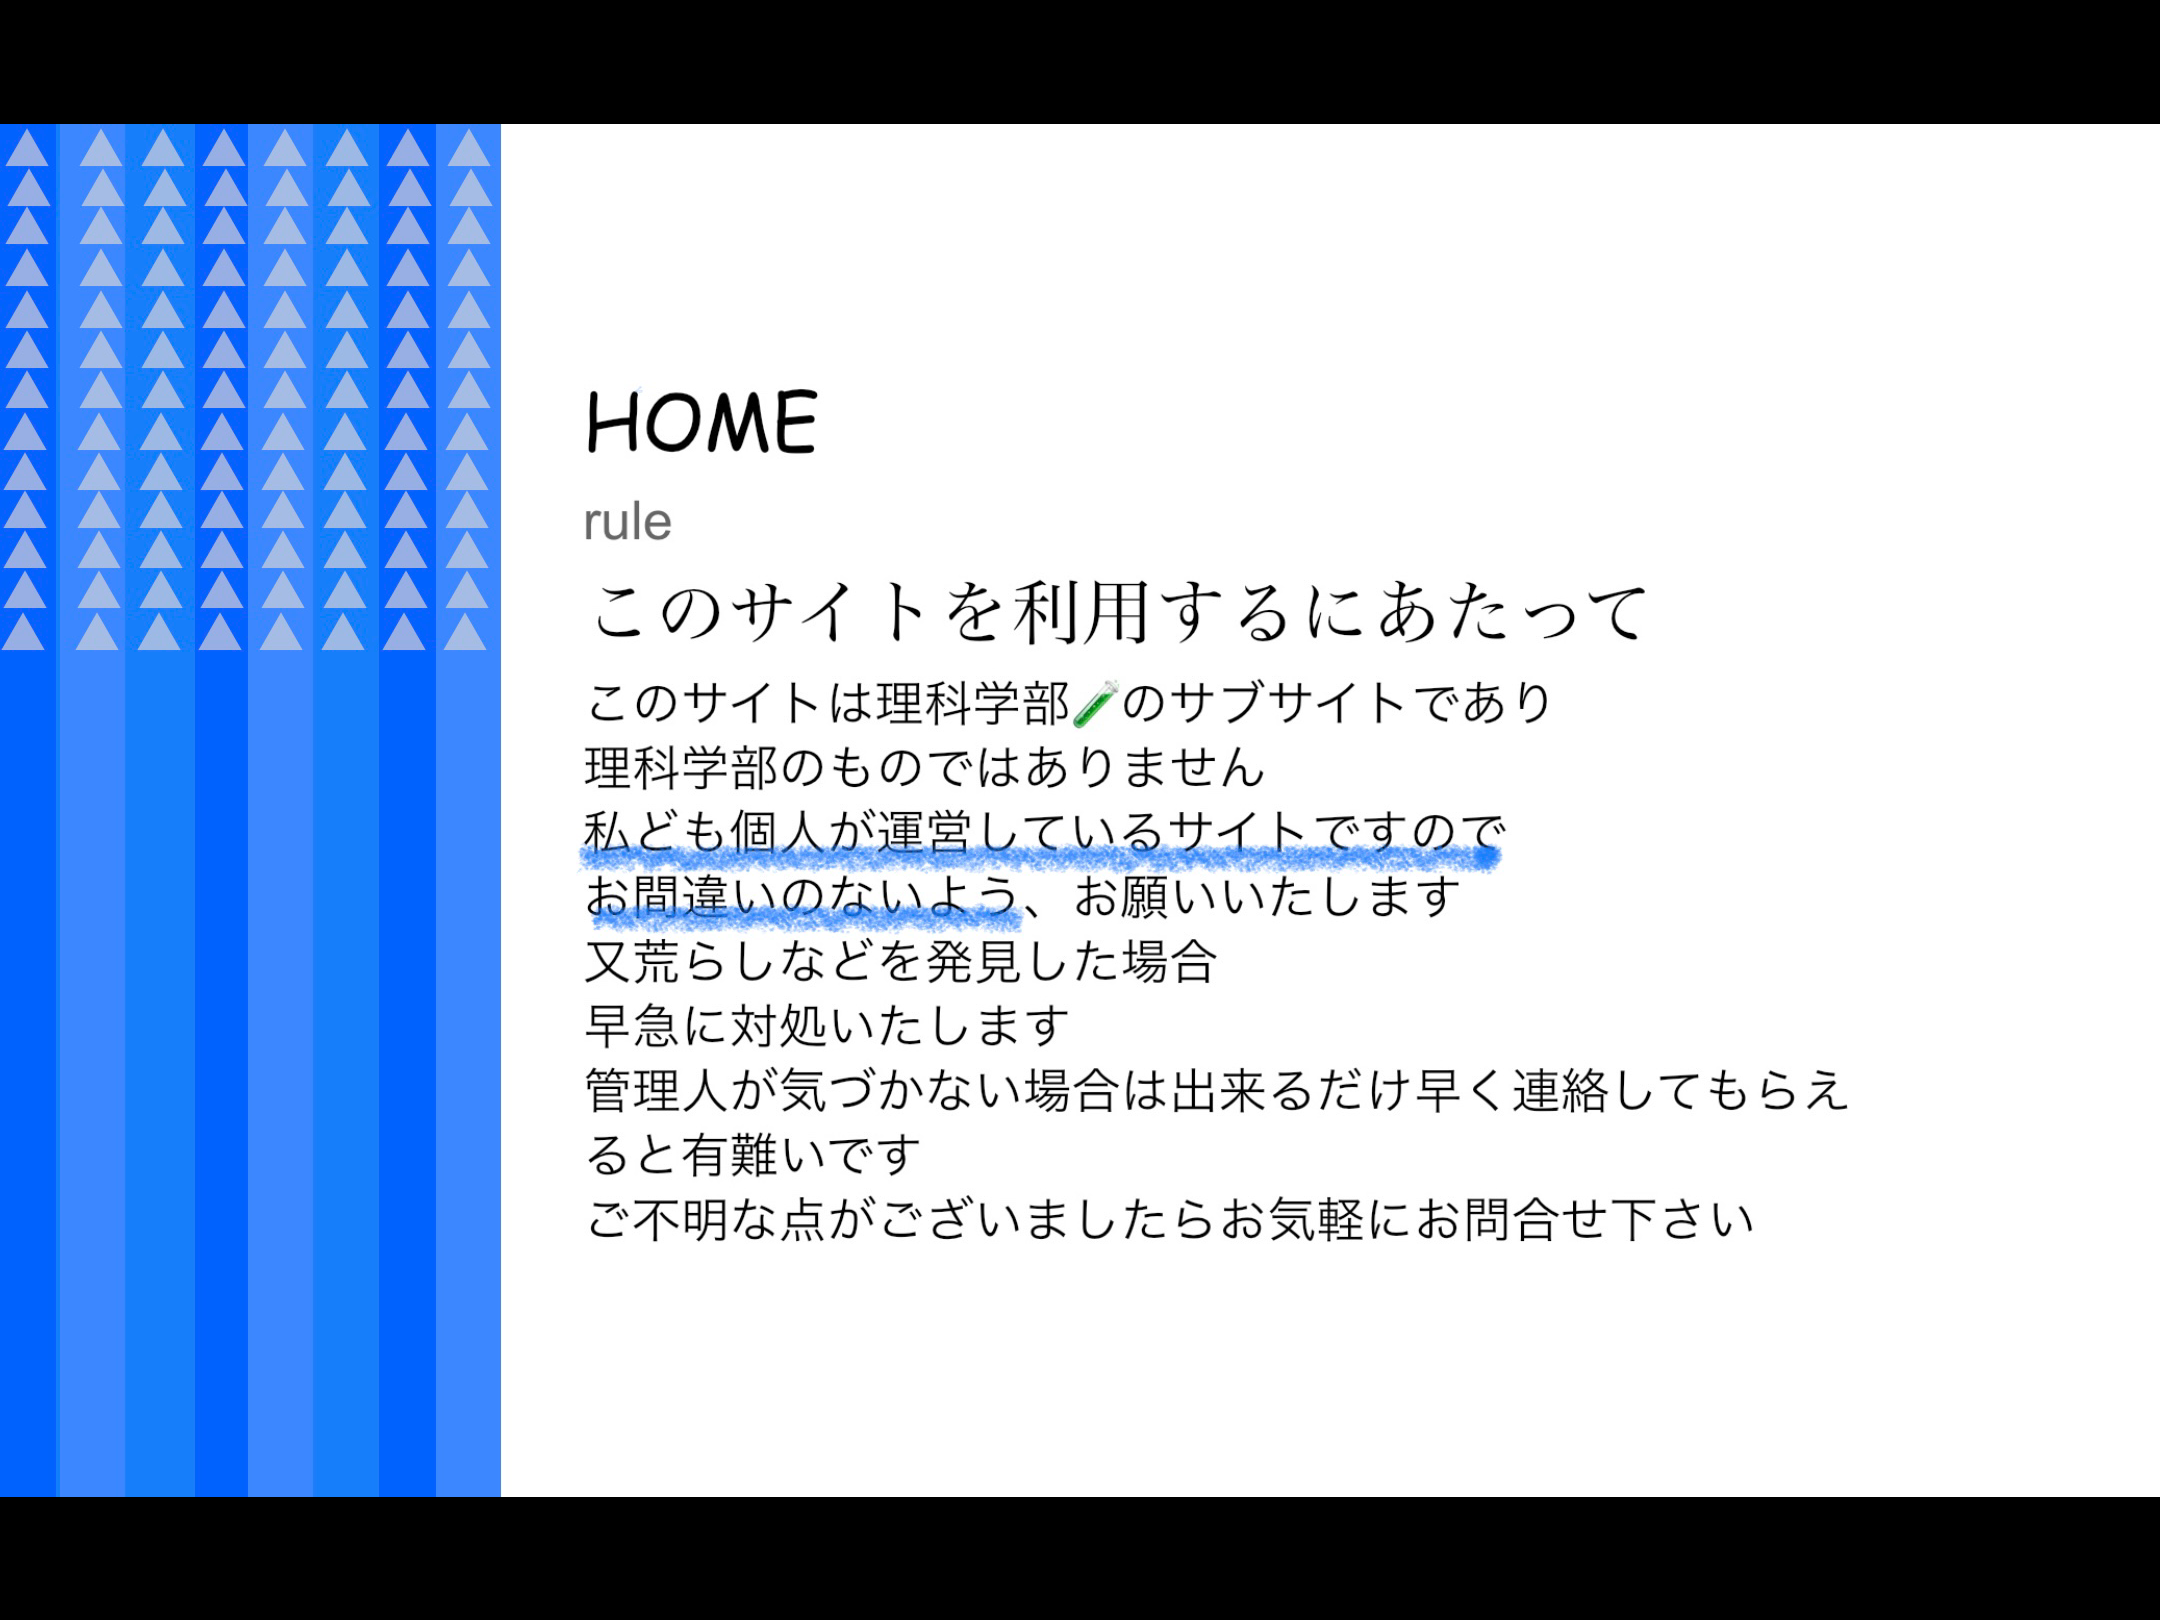 HOME
rule
このサイトを利用するにあたって
このサイトは理科学部🧪のサブサイトであり
理科学部のものではありません
私ども個人が運営しているサイトですので
お間違いのないよう、お願いいたします
又荒らしなどを発見した場合
早急に対処いたします
管理人が気づかない場合は出来るだけ早く連絡してもらえ
ると有難いです
ご不明な点がございましたらお気軽にお問合せ下さい